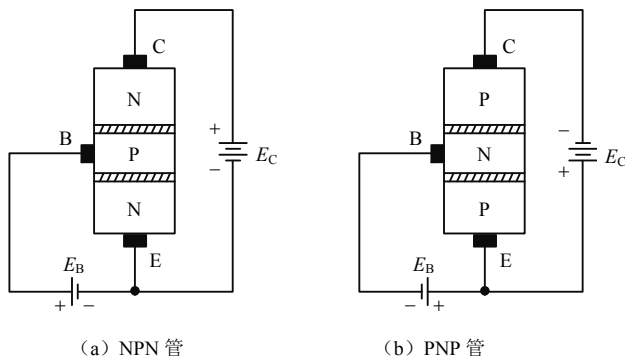 C
N
+
B
P
E_C
−
N
E
E_B
+ −
（a）NPN 管
C
P
−
B
N
E_C
+
P
E
E_B
− +
（b）PNP 管